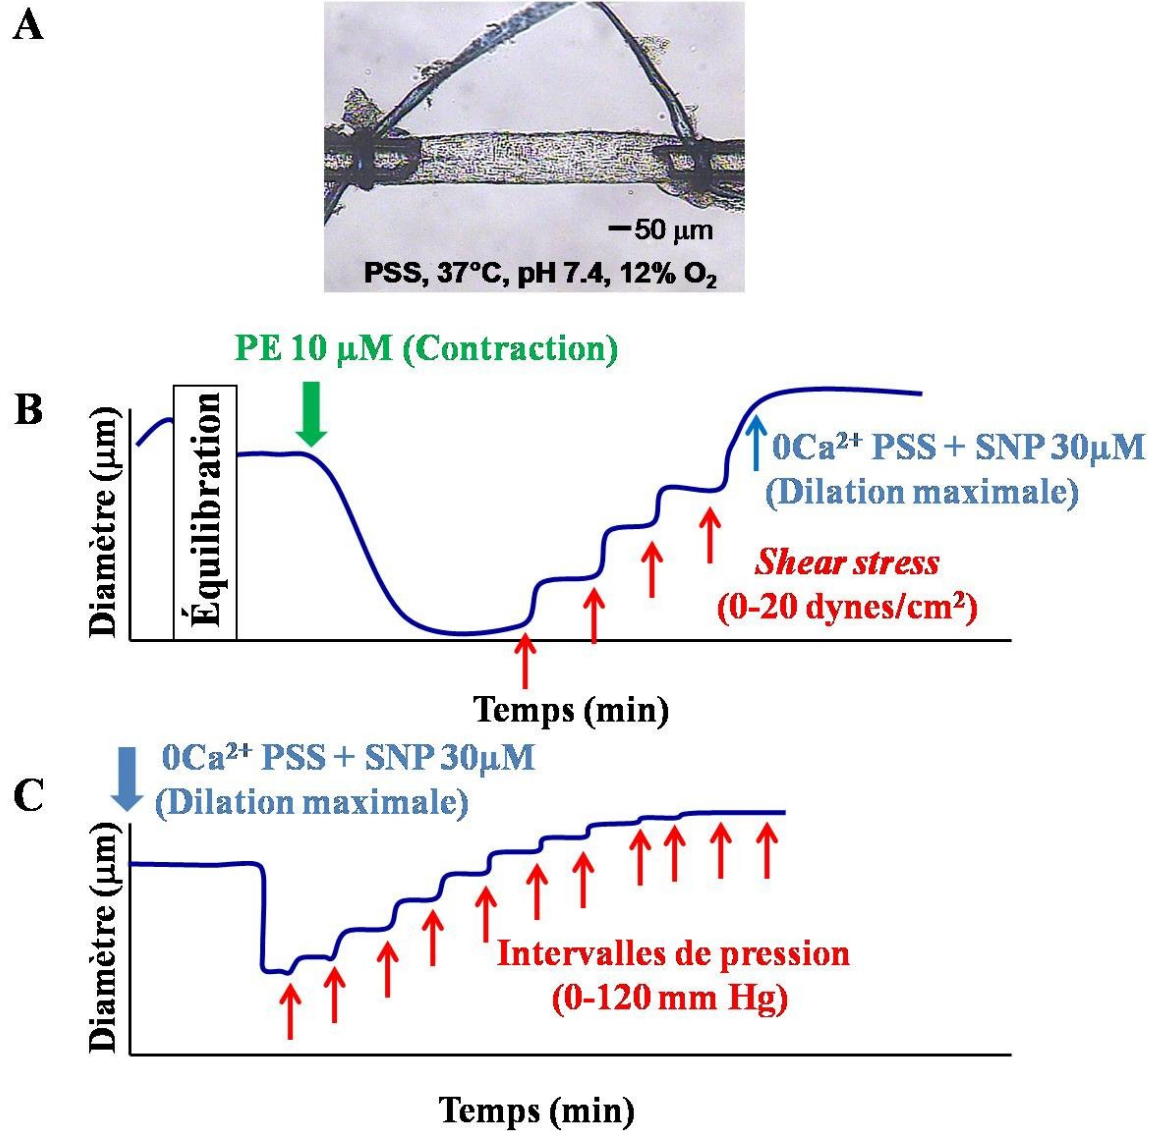 A
50 μm
PSS, 37°C, pH 7.4, 12% O₂
PE 10 μM (Contraction)
B
Diamètre (μm)
Équilibration
0Ca²⁺ PSS + SNP 30μM
(Dilation maximale)
Shear stress
(0-20 dynes/cm²)
Temps (min)
C
0Ca²⁺ PSS + SNP 30μM
(Dilation maximale)
Diamètre (μm)
Intervalles de pression
(0-120 mm Hg)
Temps (min)